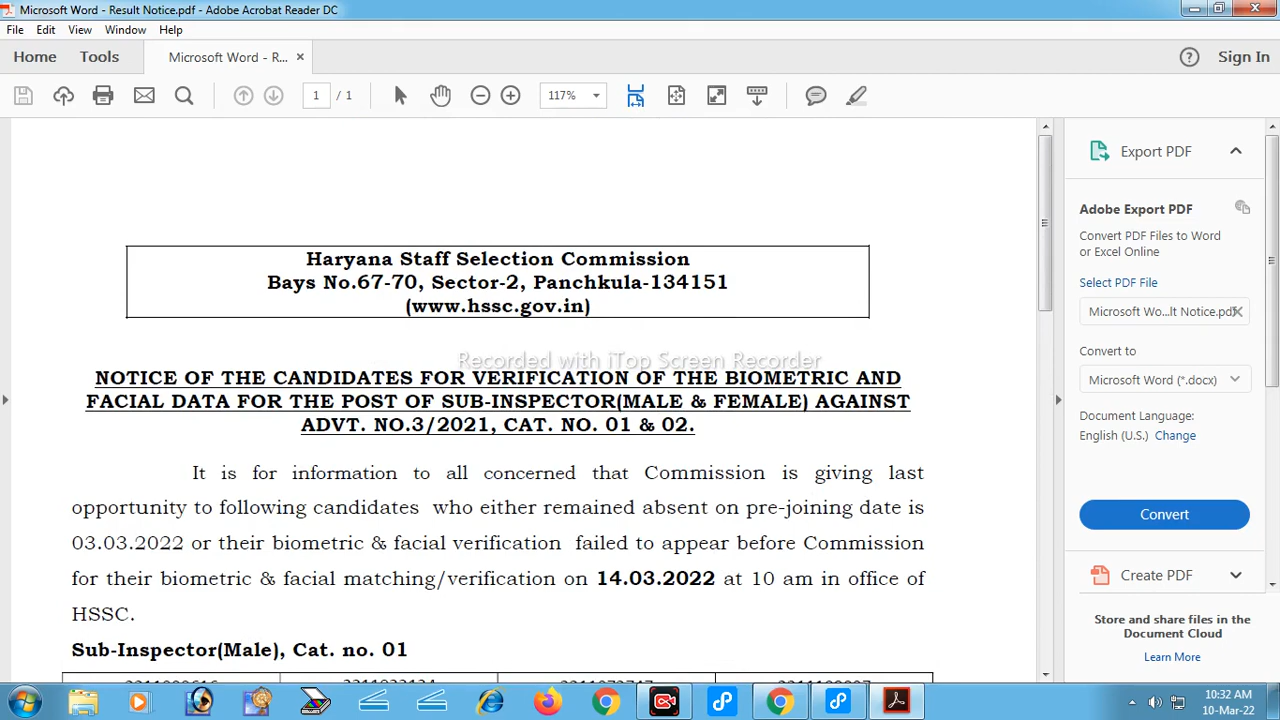 Microsoft Word - Result Notice.pdf - Adobe Acrobat Reader DC
File Edit View Window Help
Home Tools Microsoft Word - R... × Sign In
1 / 1 117%
Haryana Staff Selection Commission
Bays No.67-70, Sector-2, Panchkula-134151
(www.hssc.gov.in)
Recorded with iTop Screen Recorder
NOTICE OF THE CANDIDATES FOR VERIFICATION OF THE BIOMETRIC AND
FACIAL DATA FOR THE POST OF SUB-INSPECTOR(MALE & FEMALE) AGAINST
ADVT. NO.3/2021, CAT. NO. 01 & 02.
It is for information to all concerned that Commission is giving last
opportunity to following candidates who either remained absent on pre-joining date is
03.03.2022 or their biometric & facial verification failed to appear before Commission
for their biometric & facial matching/verification on 14.03.2022 at 10 am in office of
HSSC.
Sub-Inspector(Male), Cat. no. 01
Export PDF
Adobe Export PDF
Convert PDF Files to Word
or Excel Online
Select PDF File
Microsoft Wo...lt Notice.pdf
Convert to
Microsoft Word (*.docx)
Document Language:
English (U.S.) Change
Convert
Create PDF
Store and share files in the
Document Cloud
Learn More
10:32 AM
10-Mar-22